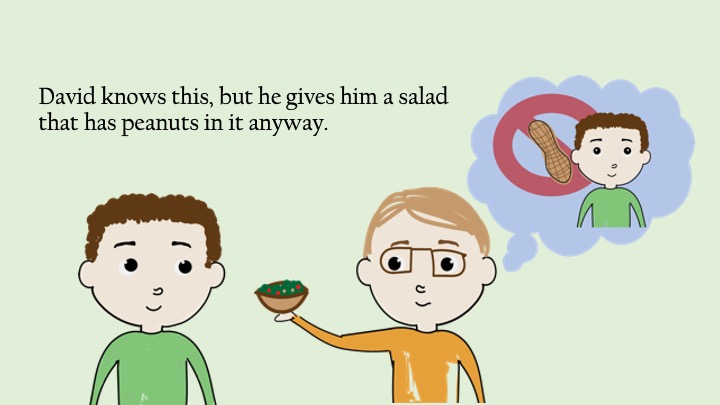 David knows this, but he gives him a salad
that has peanuts in it anyway.